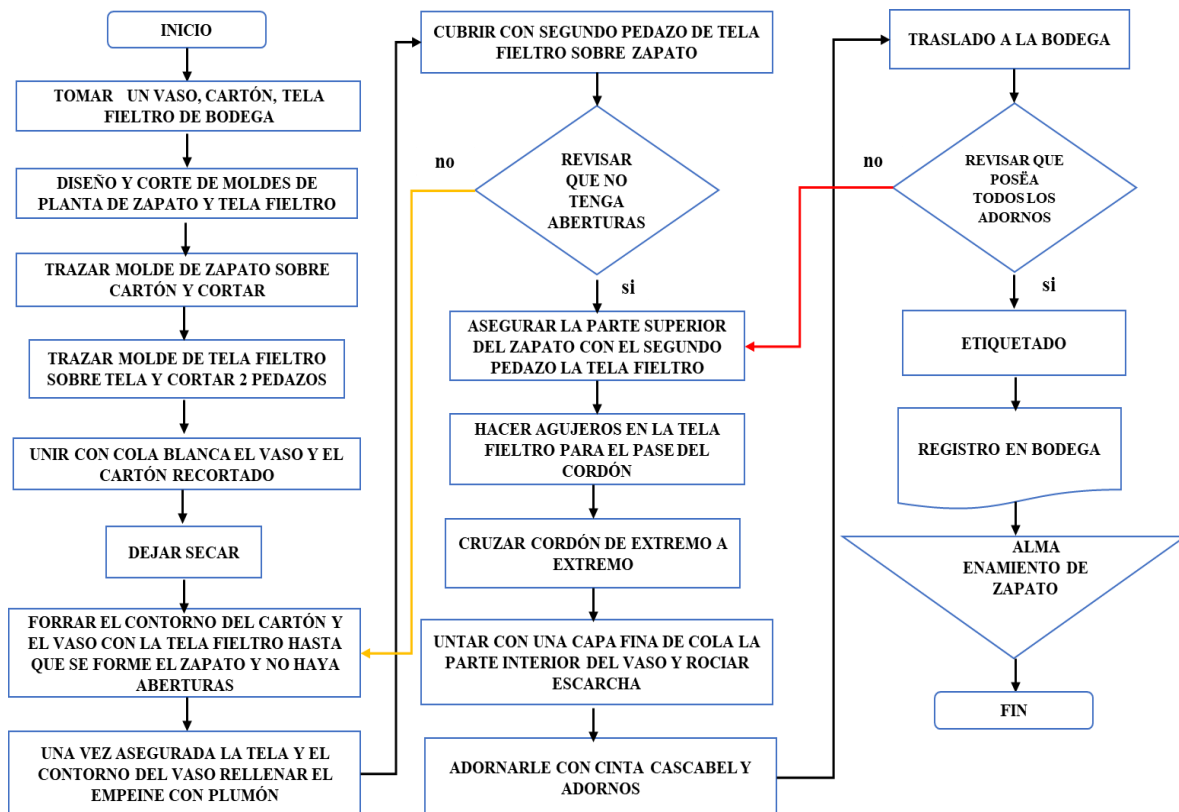 INICIO
TOMAR UN VASO, CARTÓN, TELA
FIELTRO DE BODEGA
DISEÑO Y CORTE DE MOLDES DE
PLANTA DE ZAPATO Y TELA FIELTRO
TRAZAR MOLDE DE ZAPATO SOBRE
CARTÓN Y CORTAR
TRAZAR MOLDE DE TELA FIELTRO
SOBRE TELA Y CORTAR 2 PEDAZOS
UNIR CON COLA BLANCA EL VASO Y EL
CARTÓN RECORTADO
DEJAR SECAR
FORRAR EL CONTORNO DEL CARTÓN Y
EL VASO CON LA TELA FIELTRO HASTA
QUE SE FORME EL ZAPATO Y NO HAYA
ABERTURAS
UNA VEZ ASEGURADA LA TELA Y EL
CONTORNO DEL VASO RELLENAR EL
EMPEINE CON PLUMÓN
CUBRIR CON SEGUNDO PEDAZO DE TELA
FIELTRO SOBRE ZAPATO
no
REVISAR
QUE NO
TENGA
ABERTURAS
si
ASEGURAR LA PARTE SUPERIOR
DEL ZAPATO CON EL SEGUNDO
PEDAZO LA TELA FIELTRO
HACER AGUJEROS EN LA TELA
FIELTRO PARA EL PASE DEL
CORDÓN
CRUZAR CORDÓN DE EXTREMO A
EXTREMO
UNTAR CON UNA CAPA FINA DE COLA LA
PARTE INTERIOR DEL VASO Y ROCIAR
ESCARCHA
ADORNARLE CON CINTA CASCABEL Y
ADORNOS
TRASLADO A LA BODEGA
no
REVISAR QUE
POSËA
TODOS LOS
ADORNOS
si
ETIQUETADO
REGISTRO EN BODEGA
ALMA
ENAMIENTO DE
ZAPATO
FIN